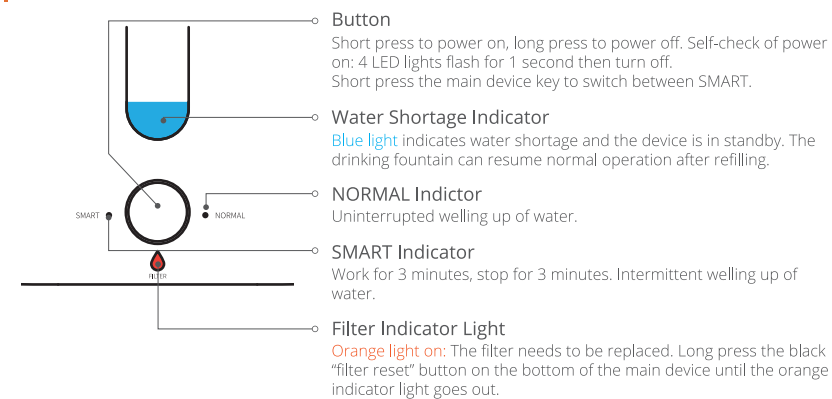 Button
Short press to power on, long press to power off. Self-check of power
on: 4 LED lights flash for 1 second then turn off.
Short press the main device key to switch between SMART.
Water Shortage Indicator
Blue light indicates water shortage and the device is in standby. The
drinking fountain can resume normal operation after refilling.
NORMAL Indictor
Uninterrupted welling up of water.
SMART
NORMAL
SMART Indicator
Work for 3 minutes, stop for 3 minutes. Intermittent welling up of
water.
FILTER
Filter Indicator Light
Orange light on: The filter needs to be replaced. Long press the black
“filter reset” button on the bottom of the main device until the orange
indicator light goes out.